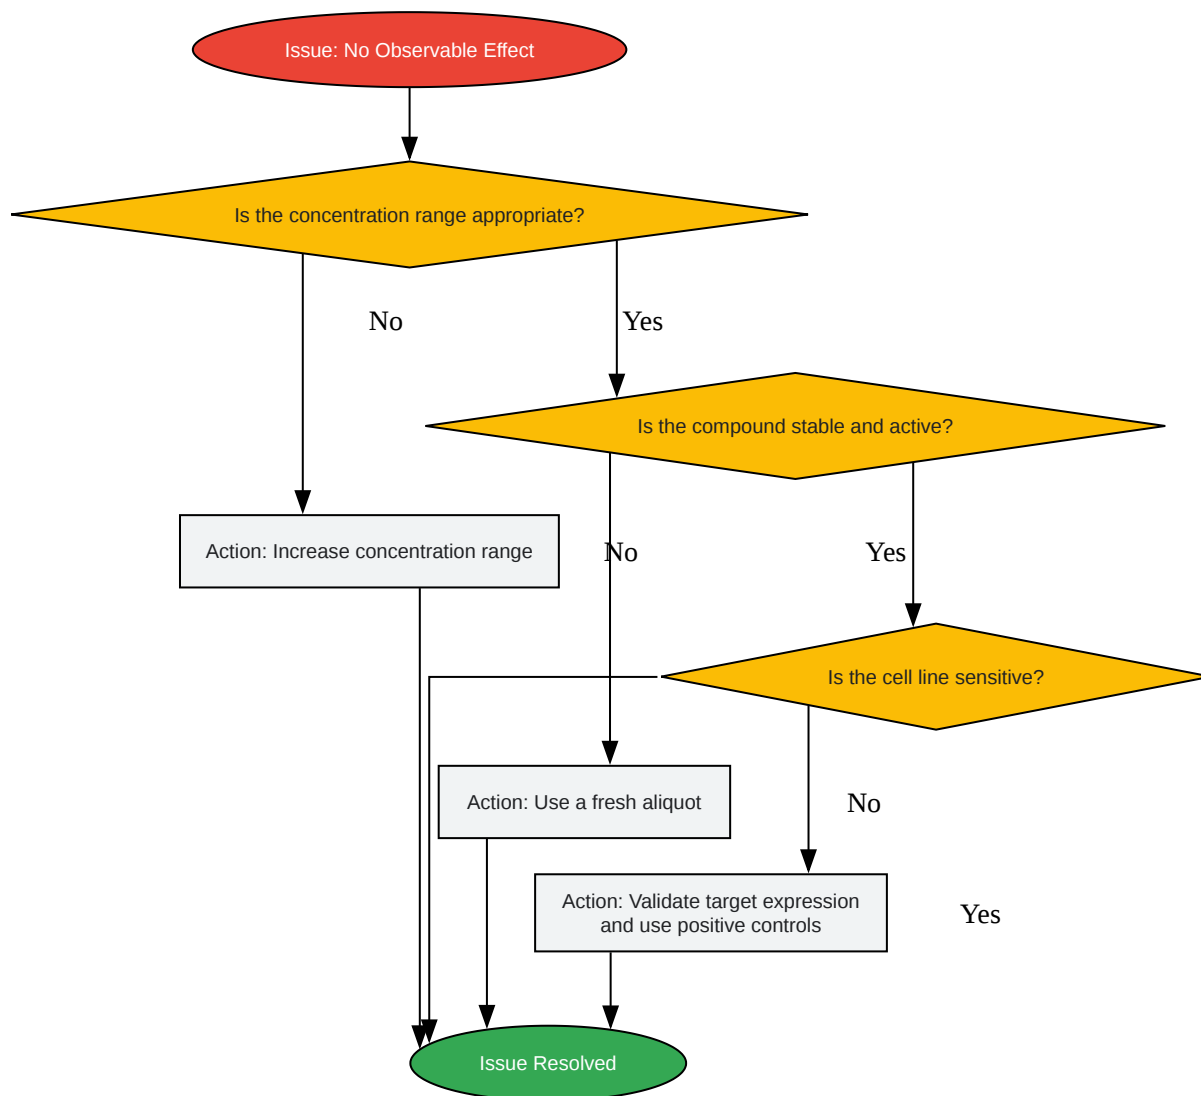 Issue: No Observable Effect
Is the concentration range appropriate?
No
Yes
Is the compound stable and active?
Action: Increase concentration range
No
Yes
Is the cell line sensitive?
Action: Use a fresh aliquot
No
Action: Validate target expression
and use positive controls
Yes
Issue Resolved